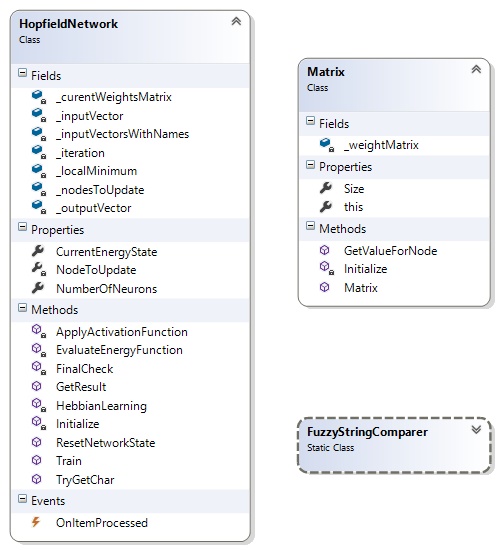 HopfieldNetwork
Class
Fields
_curentWeightsMatrix
_inputVector
_inputVectorsWithNames
_iteration
_localMinimum
_nodesToUpdate
_outputVector
Properties
CurrentEnergyState
NodeToUpdate
NumberOfNeurons
Methods
ApplyActivationFunction
EvaluateEnergyFunction
FinalCheck
GetResult
HebbianLearning
Initialize
ResetNetworkState
Train
TryGetChar
Events
OnItemProcessed
Matrix
Class
Fields
_weightMatrix
Properties
Size
this
Methods
GetValueForNode
Initialize
Matrix
FuzzyStringComparer
Static Class